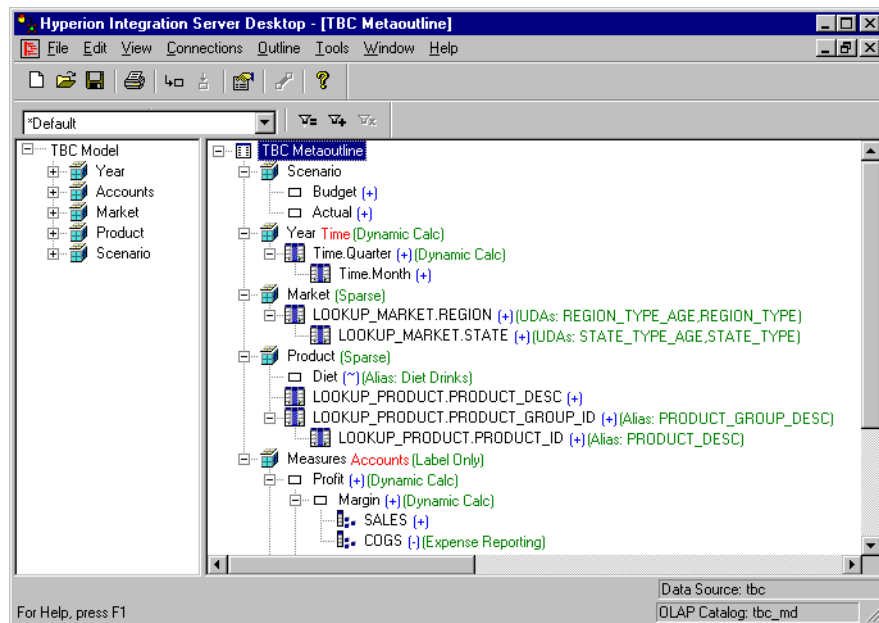 Hyperion Integration Server Desktop - [TBC Metaoutline]
File Edit View Connections Outline Tools Window Help
*Default
TBC Model
Year
Accounts
Market
Product
Scenario
TBC Metaoutline
Scenario
Budget (+)
Actual (+)
Year Time (Dynamic Calc)
Time.Quarter (+)(Dynamic Calc)
Time.Month (+)
Market (Sparse)
LOOKUP_MARKET.REGION (+)(UDAs: REGION_TYPE_AGE,REGION_TYPE)
LOOKUP_MARKET.STATE (+)(UDAs: STATE_TYPE_AGE,STATE_TYPE)
Product (Sparse)
Diet (~)(Alias: Diet Drinks)
LOOKUP_PRODUCT.PRODUCT_DESC (+)
LOOKUP_PRODUCT.PRODUCT_GROUP_ID (+)(Alias: PRODUCT_GROUP_DESC)
LOOKUP_PRODUCT.PRODUCT_ID (+)(Alias: PRODUCT_DESC)
Measures Accounts (Label Only)
Profit (+)(Dynamic Calc)
Margin (+)(Dynamic Calc)
SALES (+)
COGS (-)(Expense Reporting)
Data Source: tbc
For Help, press F1
OLAP Catalog: tbc_md